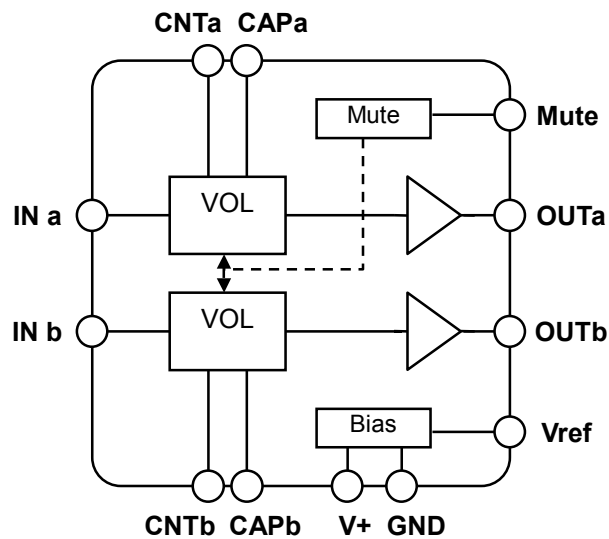 CNTa CAPa
Mute
Mute
VOL
IN a
OUTa
VOL
IN b
OUTb
Bias
Vref
CNTb CAPb V+ GND